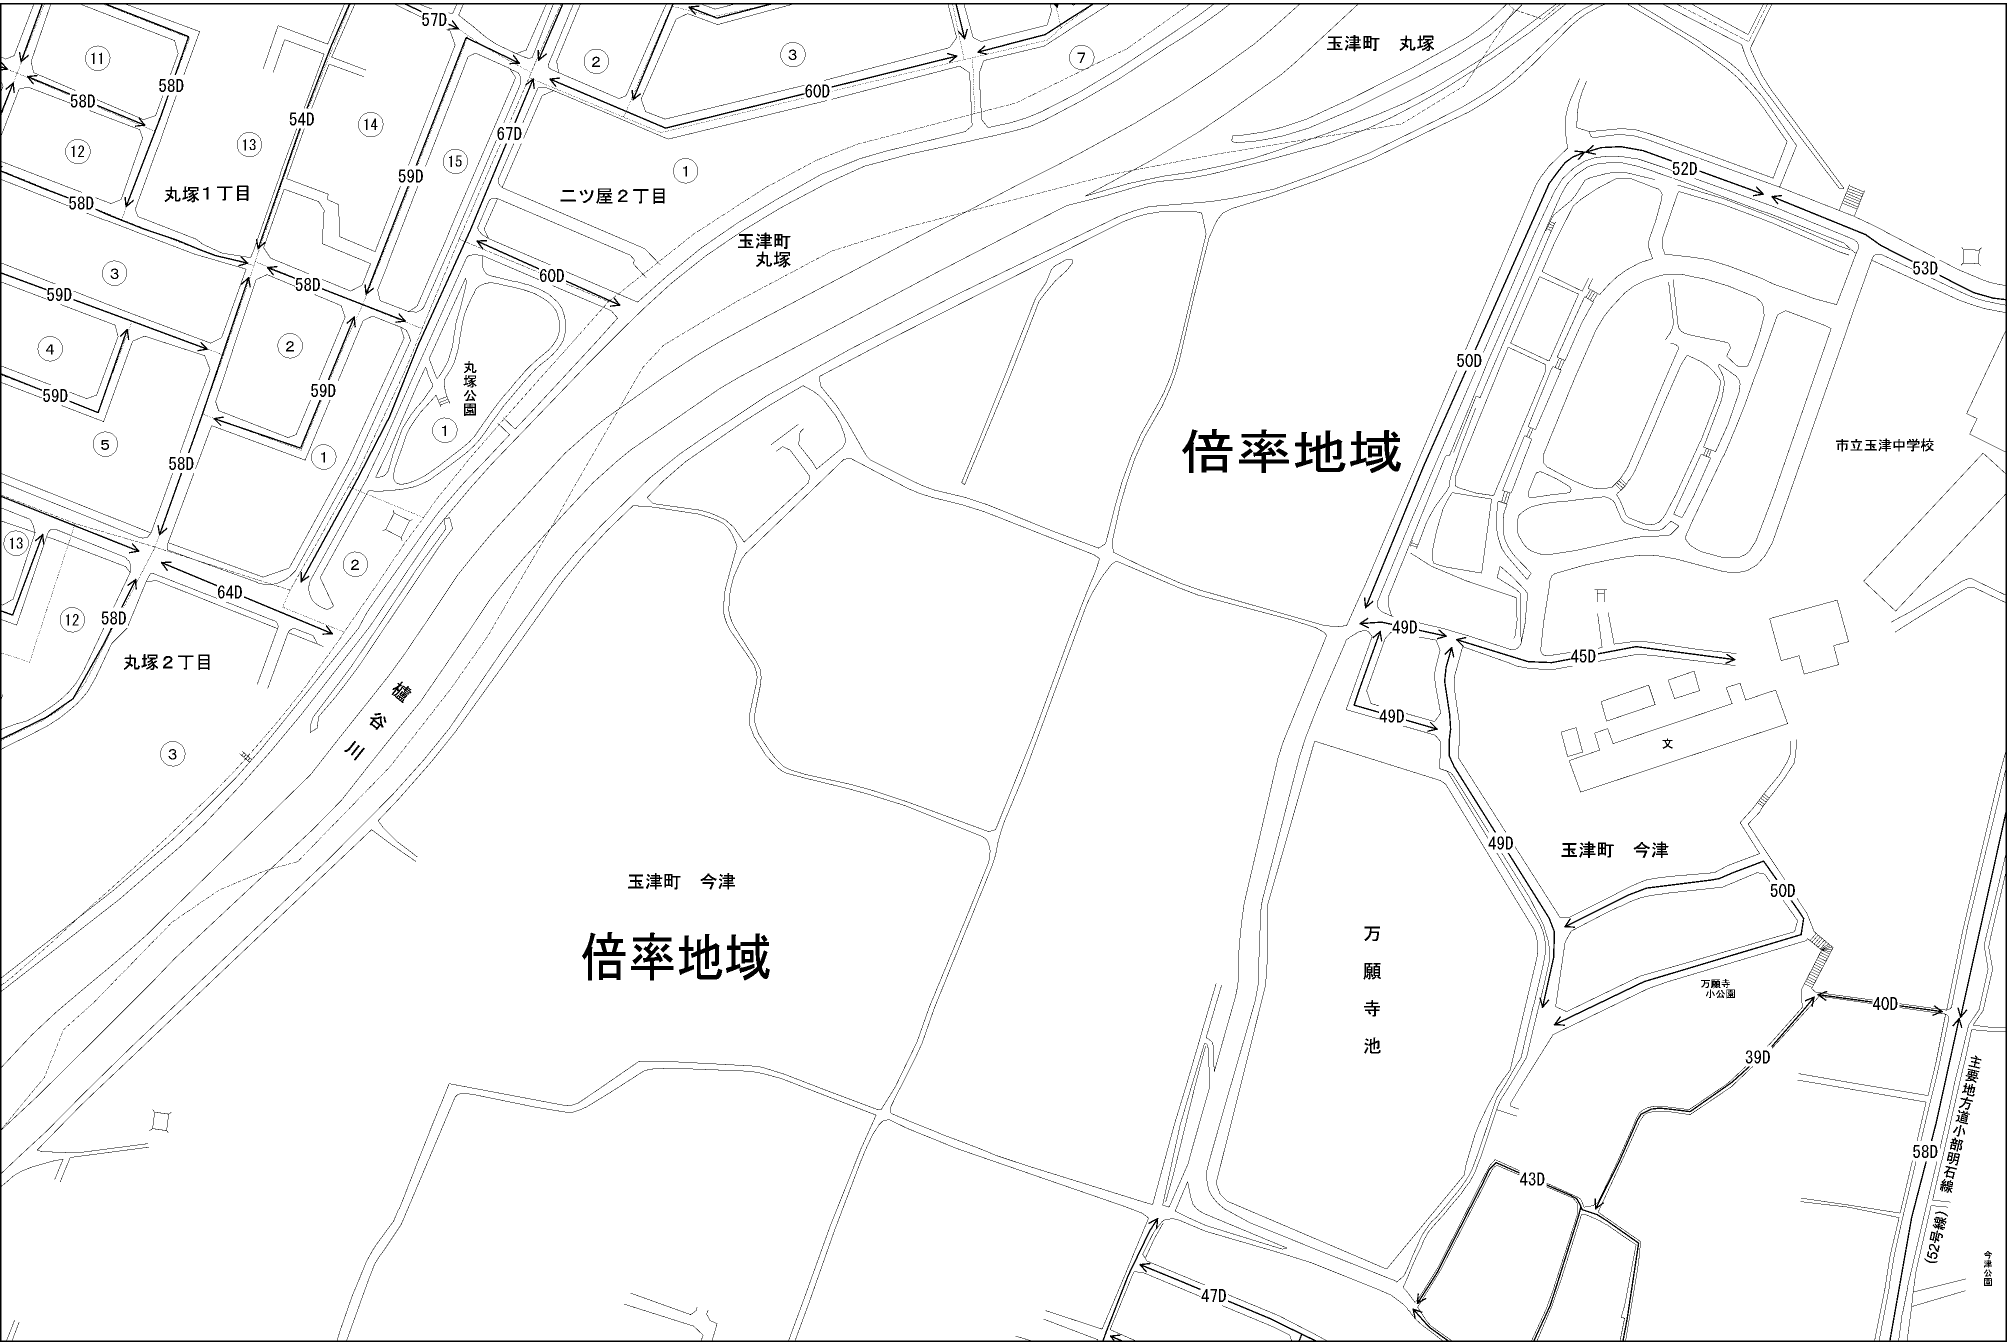 57D
玉津町　丸塚
11
2
3
7
58D
58D
60D
54D
14
67D
12
13
15
52D
59D
1
丸塚１丁目
二ツ屋２丁目
58D
玉津町
丸塚
3
60D
53D
58D
59D
4
2
50D
丸塚公園
59D
59D
5
1
1
倍率地域
市立玉津中学校
58D
13
2
64D
12
58D
49D
45D
丸塚２丁目
櫨谷川
49D
3
文
49D
玉津町　今津
玉津町　今津
50D
倍率地域
万願寺池
万願寺
小公園
40D
39D
主要地方道小部明石線
58D
43D
(52号線)
今津公園
47D